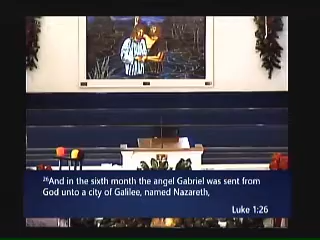 ²⁶And in the sixth month the angel Gabriel was sent from
God unto a city of Galilee, named Nazareth,
Luke 1:26